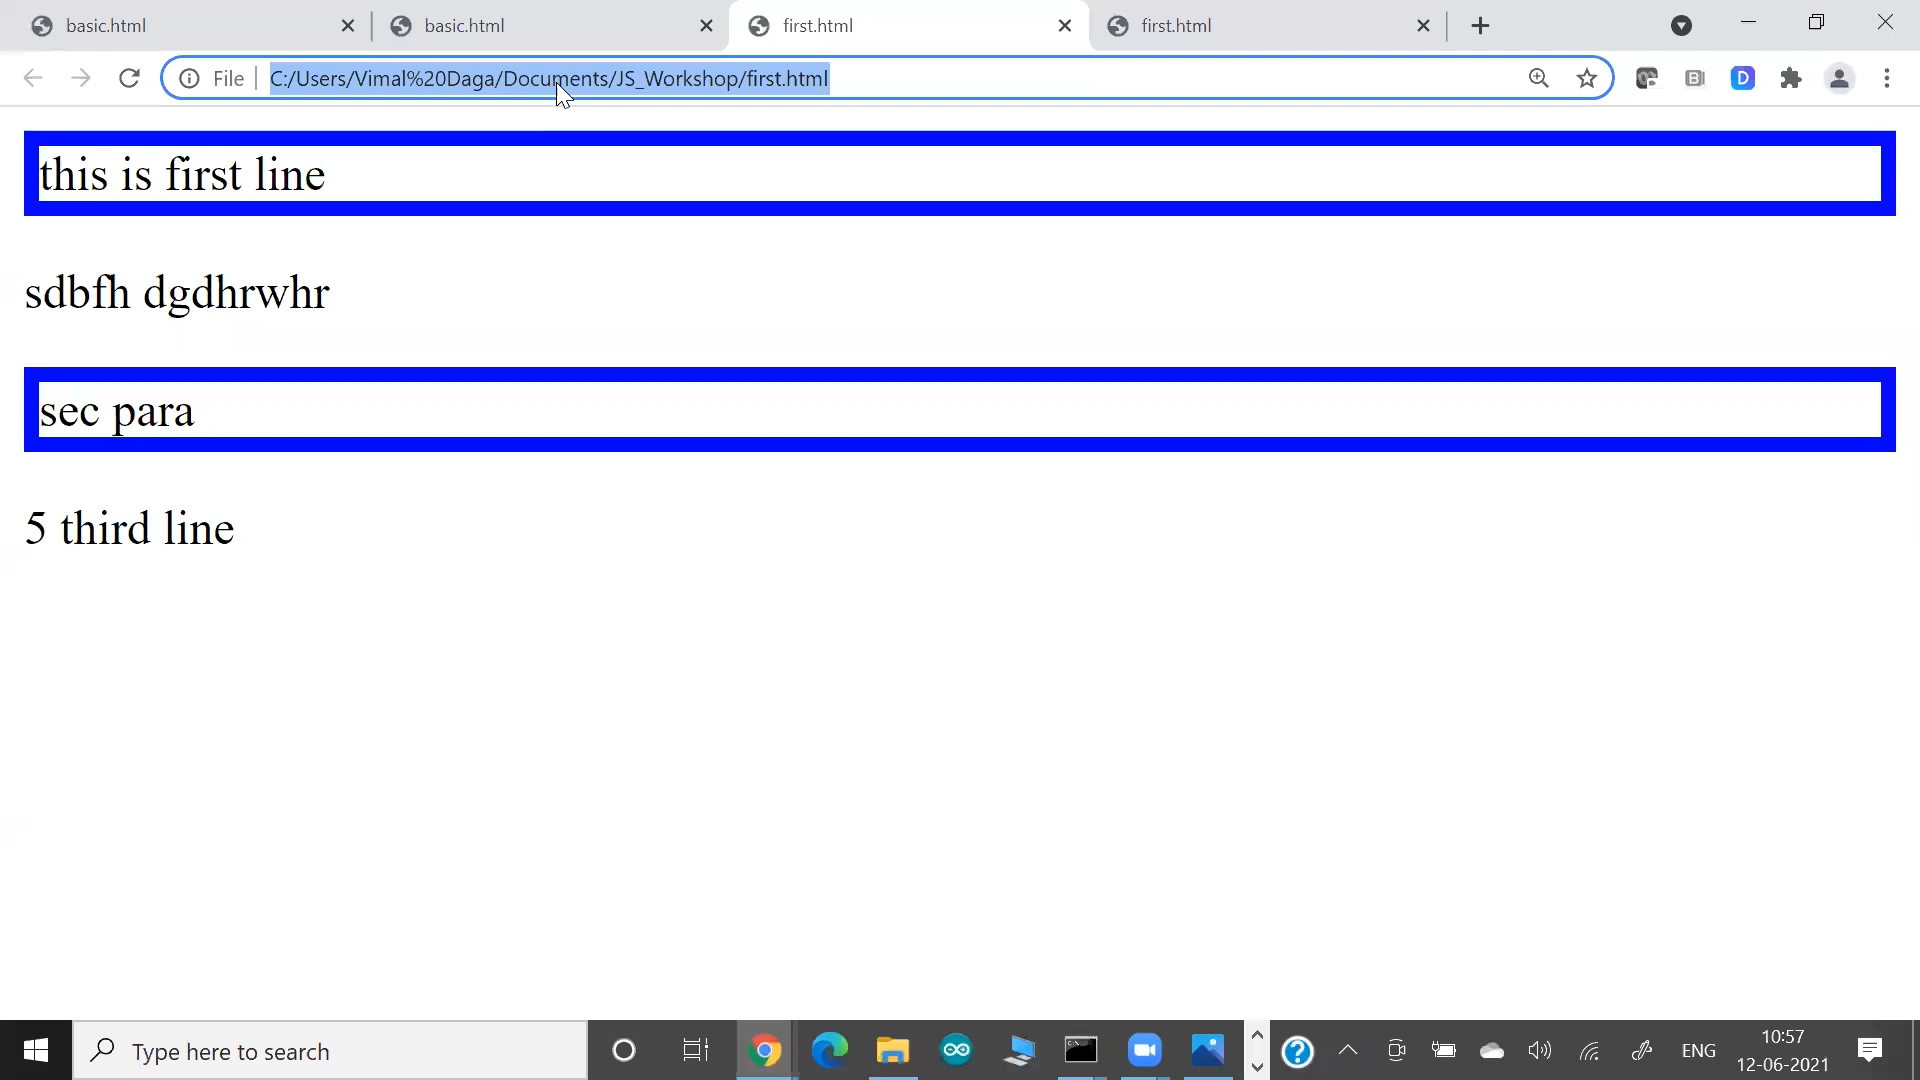 basic.html
basic.html
first.html
first.html
File
C:/Users/Vimal%20Daga/Documents/JS_Workshop/first.html
this is first line
sdbfh dgdhrwhr
sec para
5 third line
Type here to search
ENG
10:57
12-06-2021